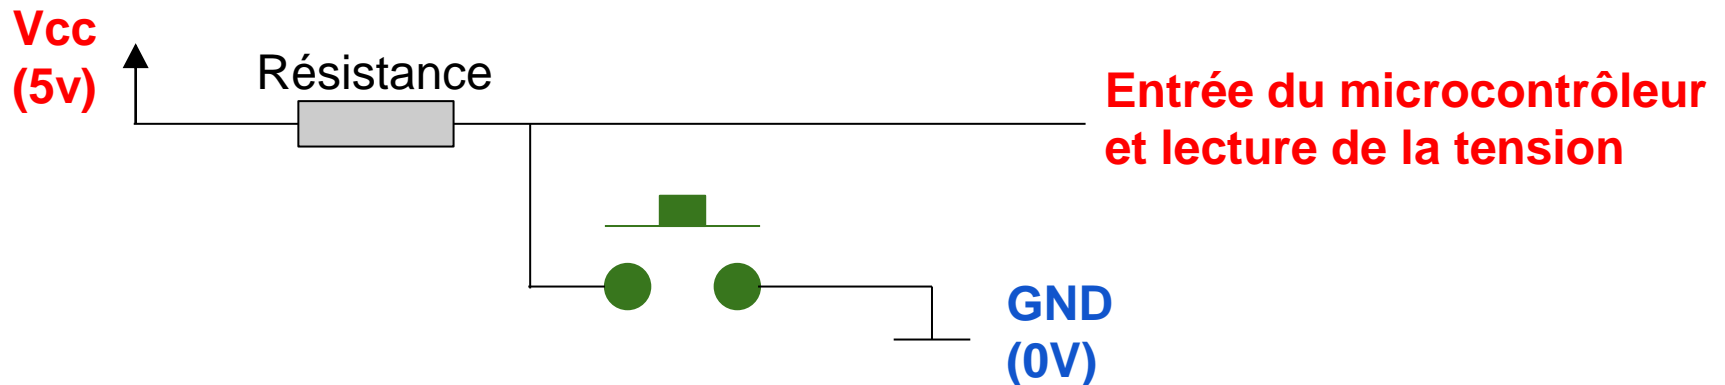 Vcc
(5v)
Résistance
Entrée du microcontrôleur
et lecture de la tension
GND
(0V)